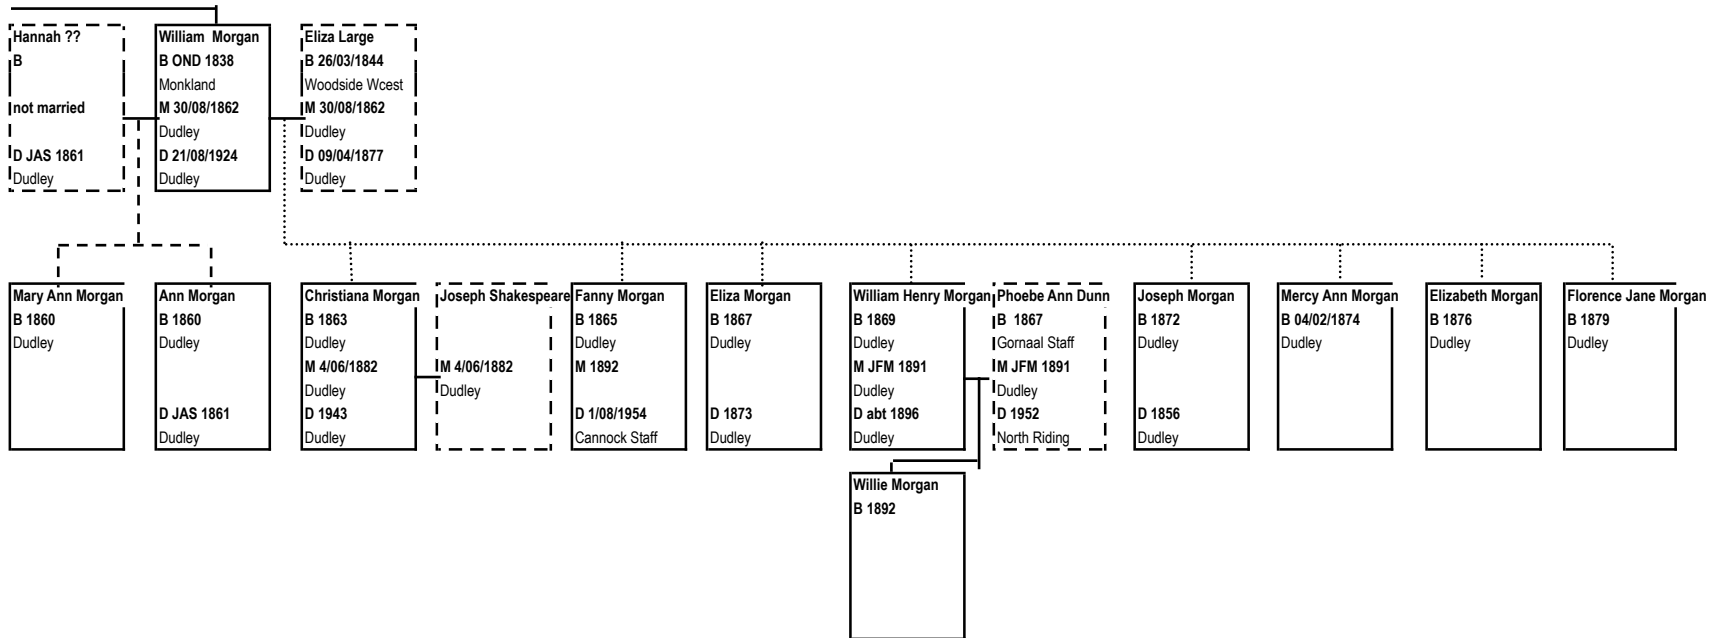 Hannah ??
B
not married
D JAS 1861
Dudley
William Morgan
B OND 1838
Monkland
M 30/08/1862
Dudley
D 21/08/1924
Dudley
Eliza Large
B 26/03/1844
Woodside Wcest
M 30/08/1862
Dudley
D 09/04/1877
Dudley
Mary Ann Morgan
B 1860
Dudley
Ann Morgan
B 1860
Dudley
D JAS 1861
Dudley
Christiana Morgan
B 1863
Dudley
M 4/06/1882
Dudley
D 1943
Dudley
Joseph Shakespeare
M 4/06/1882
Dudley
Fanny Morgan
B 1865
Dudley
M 1892
D 1/08/1954
Cannock Staff
Eliza Morgan
B 1867
Dudley
D 1873
Dudley
William Henry Morgan
B 1869
Dudley
M JFM 1891
Dudley
D abt 1896
Dudley
Phoebe Ann Dunn
B 1867
Gornaal Staff
M JFM 1891
Dudley
D 1952
North Riding
Joseph Morgan
B 1872
Dudley
D 1856
Dudley
Mercy Ann Morgan
B 04/02/1874
Dudley
Elizabeth Morgan
B 1876
Dudley
Florence Jane Morgan
B 1879
Dudley
Willie Morgan
B 1892